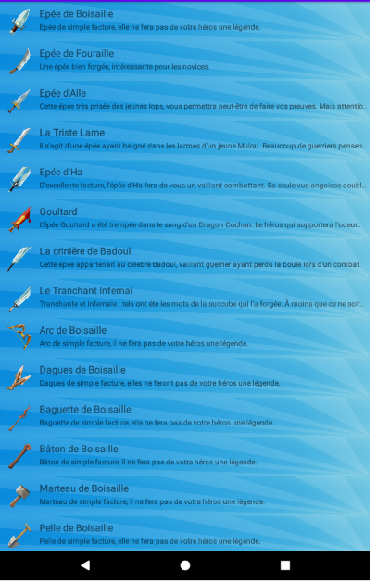 Epée de Boisaille
Epée de simple facture, elle ne fera pas de votre héros une légende.
Epée de Fouraille
Une épée bien forgée, intéressante pour les novices.
Epée d'Alle
Cette épée très prisée des jeunes Iops, vous permettra peut-être de faire vos preuves. Mais attentio..
La Triste Lame
Il s'agit d'une épée ayant baigné dans les larmes d'un jeune Milou. Beaucoup de guerriers pensen
Epée d'Ha
D'excellente facture, l'épée d'Ha fera de vous un vaillant combattant. Sa couleur
Goultard
L'Epée Goultard a été trempée dans le sang d'un Dragon Cochon. Le héros qui supportera l'odeur..
La crinière de Badoul
Cette épée appartenait au célèbre Badoul, vaillant guerrier ayant perdu la boule lors d'un combat.
Le Tranchant Infernal
Tranchante et infernale : tels ont été les mots de la succube qui l'a forgée. À moins que ce ne soit..
Arc de Boisaille
Arc de simple facture, il ne fera pas de votre héros une légende.
Dagues de Boisaille
Dagues de simple facture, elles ne feront pas de votre héros une légende.
Baguette de Boisaille
Baguette de simple facture, elle ne fera pas de votre héros une légende.
Bâton de Boisaille
Bâton de simple facture, il ne fera pas de votre héros une légende.
Marteau de Boisaille
Marteau de simple facture, il ne fera pas de votre héros une légende.
Pelle de Boisaille
Pelle de simple facture, elle ne fera pas de votre héros une légende.